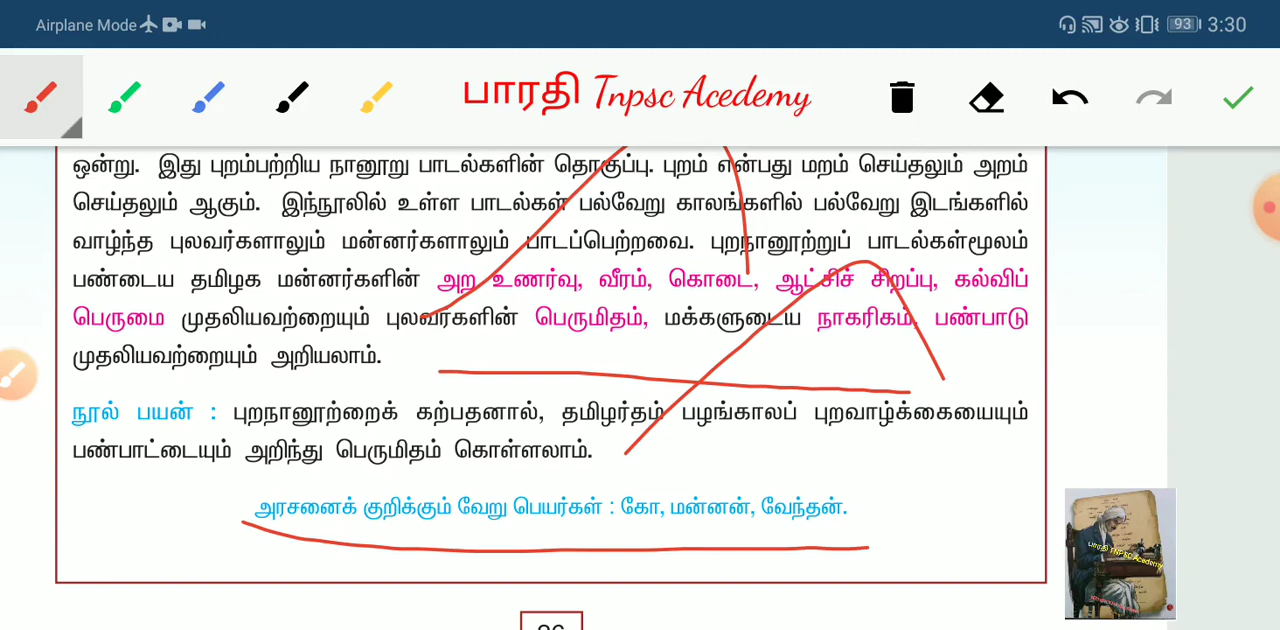 Airplane Mode
93
3:30
பாரதி Tnpsc Acedemy
ஒன்று. இது புறம்பற்றிய நானூறு பாடல்களின் தொகுப்பு. புறம் என்பது மறம் செய்தலும் அறம்
செய்தலும் ஆகும். இந்நூலில் உள்ள பாடல்கள் பல்வேறு காலங்களில் பல்வேறு இடங்களில்
வாழ்ந்த புலவர்களாலும் மன்னர்களாலும் பாடப்பெற்றவை. புறநானூற்றுப் பாடல்கள்மூலம்
பண்டைய தமிழக மன்னர்களின் அற உணர்வு, வீரம், கொடை, ஆட்சிச் சிறப்பு, கல்விப்
பெருமை முதலியவற்றையும் புலவர்களின் பெருமிதம், மக்களுடைய நாகரிகம், பண்பாடு
முதலியவற்றையும் அறியலாம்.
நூல் பயன் : புறநானூற்றைக் கற்பதனால், தமிழர்தம் பழங்காலப் புறவாழ்க்கையையும்
பண்பாட்டையும் அறிந்து பெருமிதம் கொள்ளலாம்.
அரசனைக் குறிக்கும் வேறு பெயர்கள் : கோ, மன்னன், வேந்தன்.
பாரதி TNPSC Academy